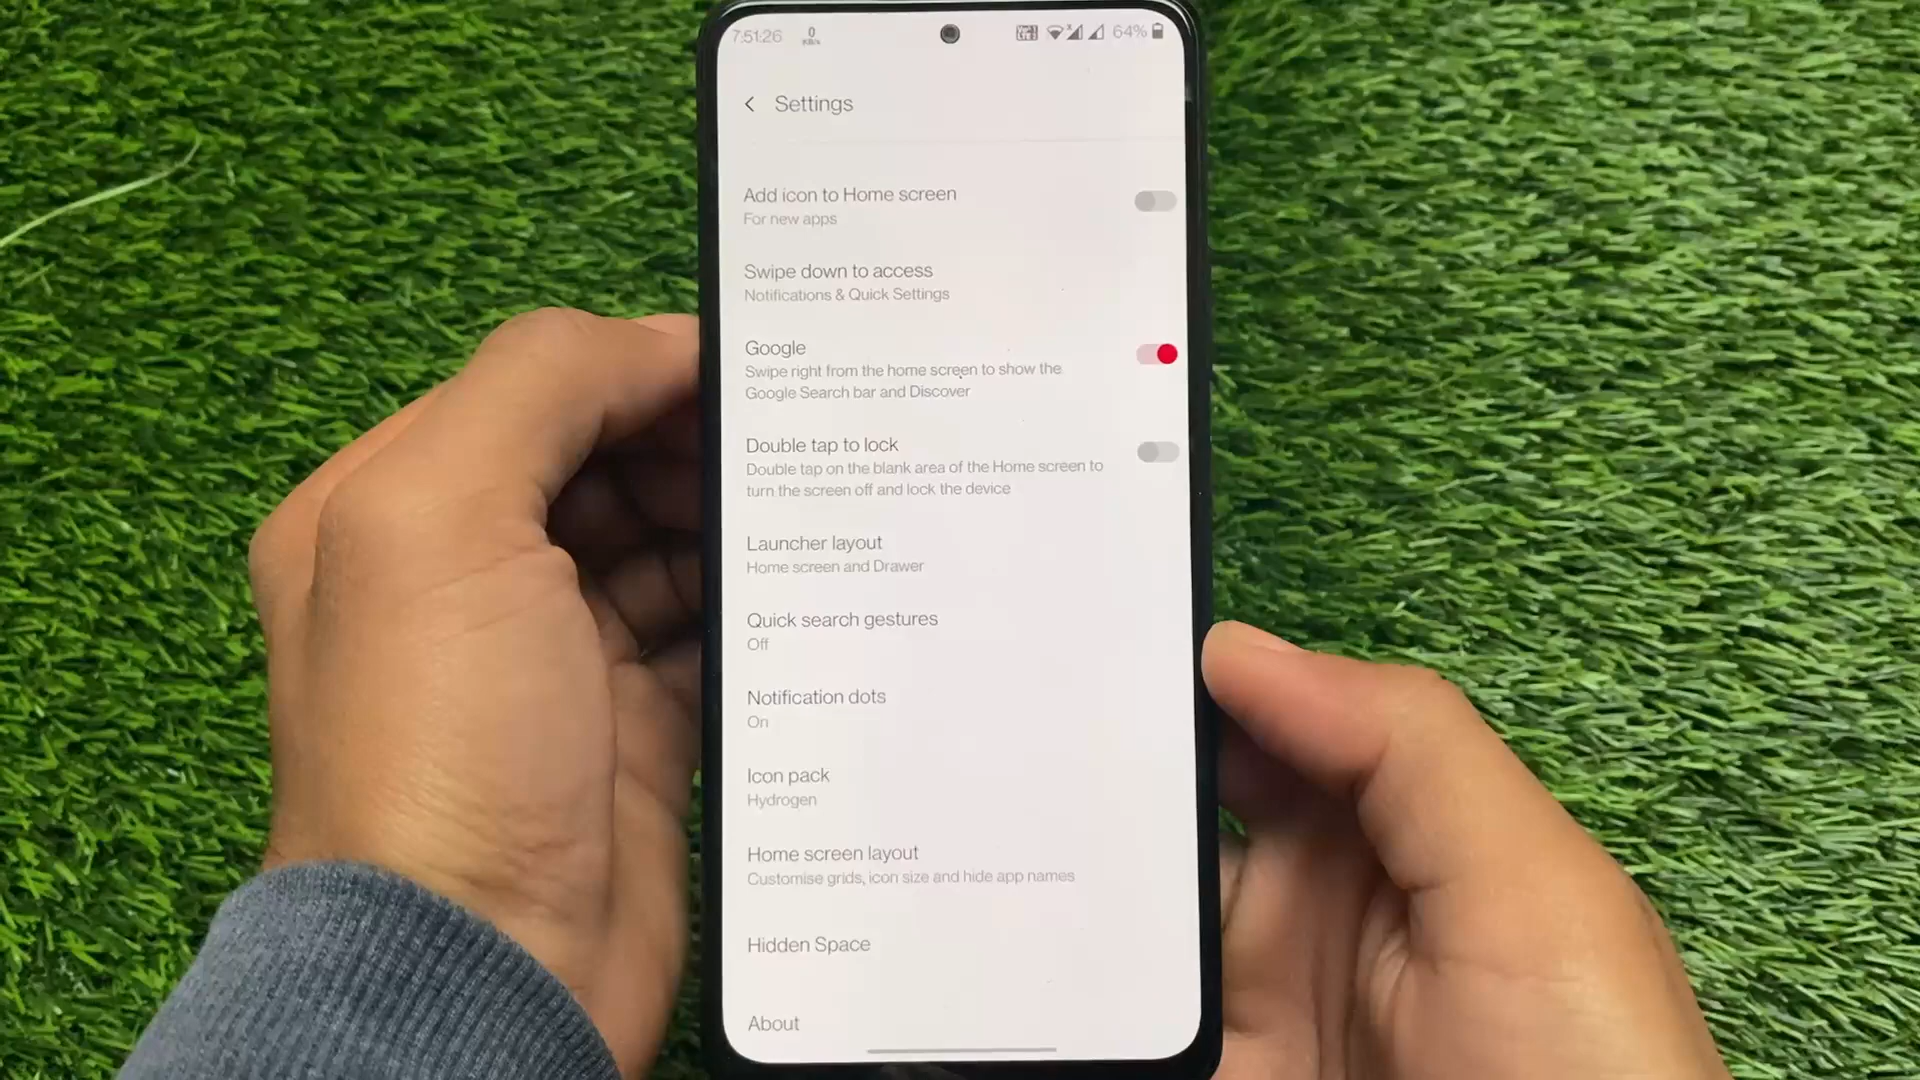 7:51:26 0 64%
KB/s
Settings
Add icon to Home screen
For new apps
Swipe down to access
Notifications & Quick Settings
Google
Swipe right from the home screen to show the
Google Search bar and Discover
Double tap to lock
Double tap on the blank area of the Home screen to
turn the screen off and lock the device
Launcher layout
Home screen and Drawer
Quick search gestures
Off
Notification dots
On
Icon pack
Hydrogen
Home screen layout
Customise grids, icon size and hide app names
Hidden Space
About